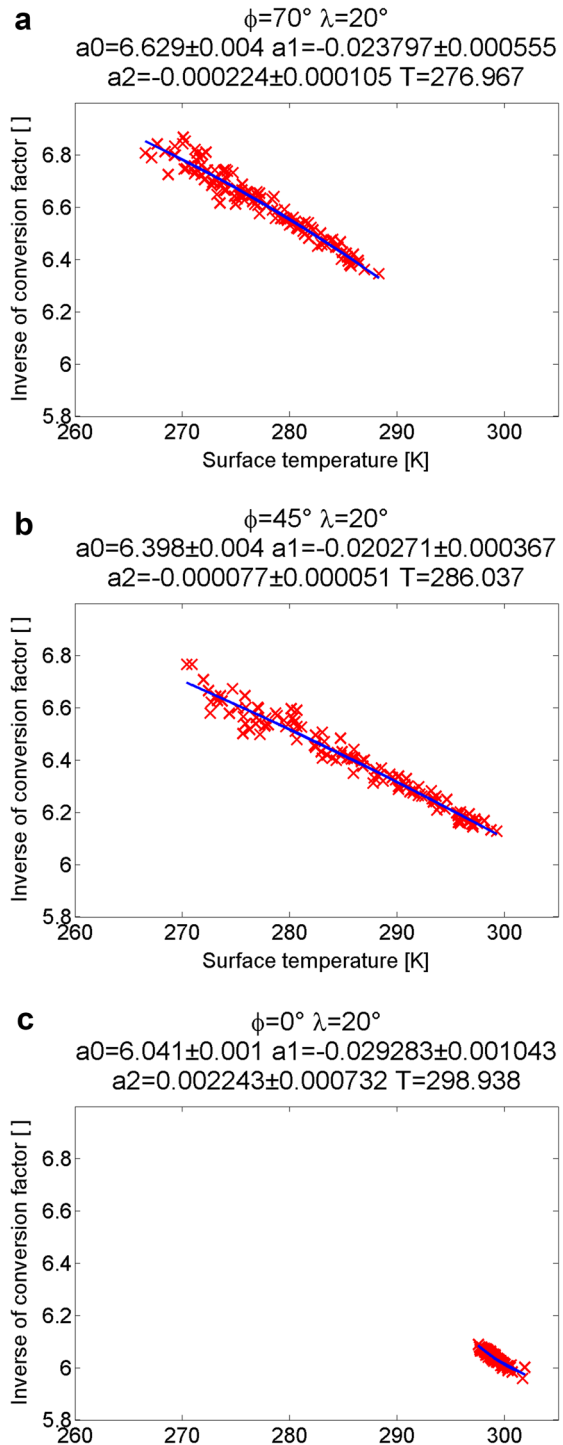 a
ϕ=70° λ=20°
a0=6.629±0.004 a1=-0.023797±0.000555
a2=-0.000224±0.000105 T=276.967
Inverse of conversion factor [ ]
6.8
6.6
6.4
6.2
6
5.8
260
270
280
290
300
Surface temperature [K]
b
ϕ=45° λ=20°
a0=6.398±0.004 a1=-0.020271±0.000367
a2=-0.000077±0.000051 T=286.037
Inverse of conversion factor [ ]
6.8
6.6
6.4
6.2
6
5.8
260
270
280
290
300
Surface temperature [K]
c
ϕ=0° λ=20°
a0=6.041±0.001 a1=-0.029283±0.001043
a2=0.002243±0.000732 T=298.938
Inverse of conversion factor [ ]
6.8
6.6
6.4
6.2
6
5.8
260
270
280
290
300